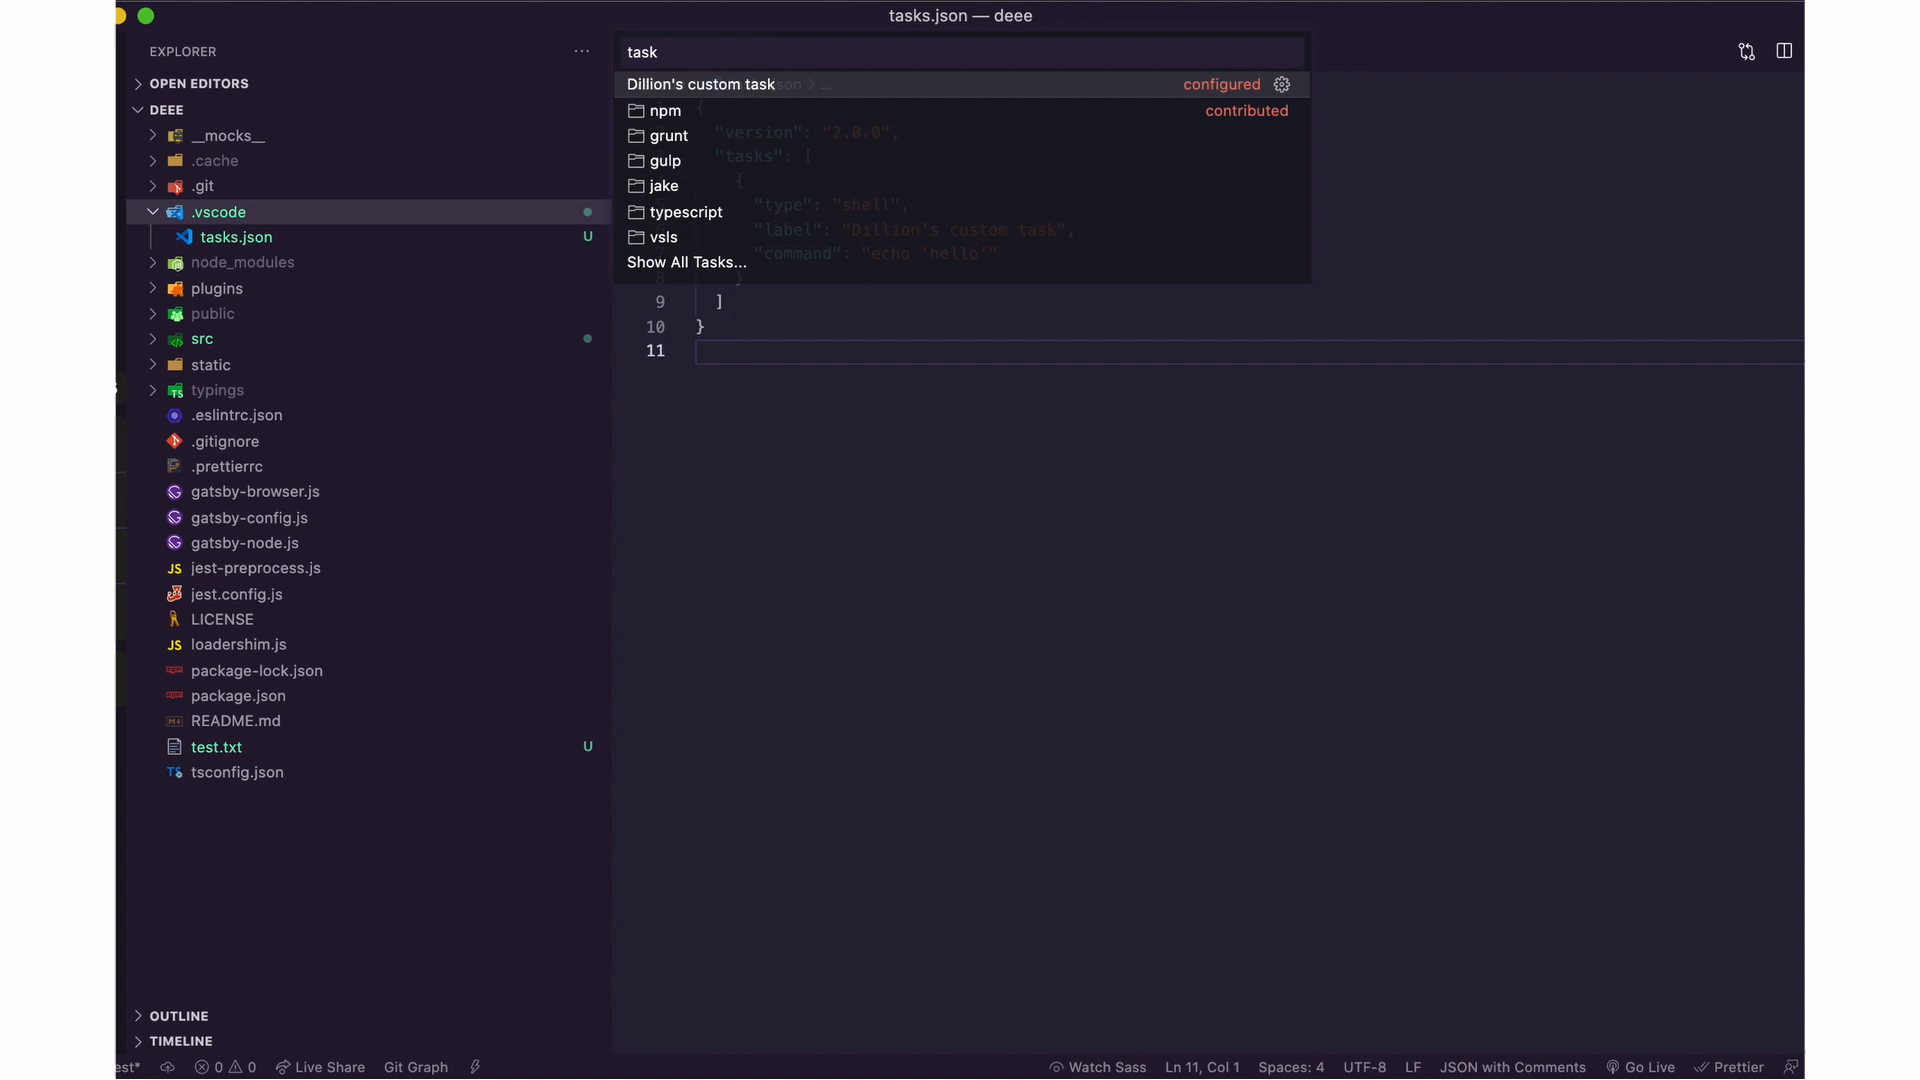 tasks.json — deee
EXPLORER
OPEN EDITORS
DEEE
__mocks__
.cache
.git
.vscode
tasks.json U
node_modules
plugins
public
src
static
typings
.eslintrc.json
.gitignore
.prettierrc
gatsby-browser.js
gatsby-config.js
gatsby-node.js
jest-preprocess.js
jest.config.js
LICENSE
loadershim.js
package-lock.json
package.json
README.md
test.txt U
tsconfig.json
OUTLINE
TIMELINE
task
Dillion's custom task configured
npm contributed
grunt
gulp
jake
typescript
vsls
Show All Tasks...
{
"version": "2.0.0",
"tasks": [
{
"type": "shell",
"label": "Dillion's custom task",
"command": "echo 'hello'"
}
9 ]
10 }
11
est* 0 0 Live Share Git Graph Watch Sass Ln 11, Col 1 Spaces: 4 UTF-8 LF JSON with Comments Go Live Prettier